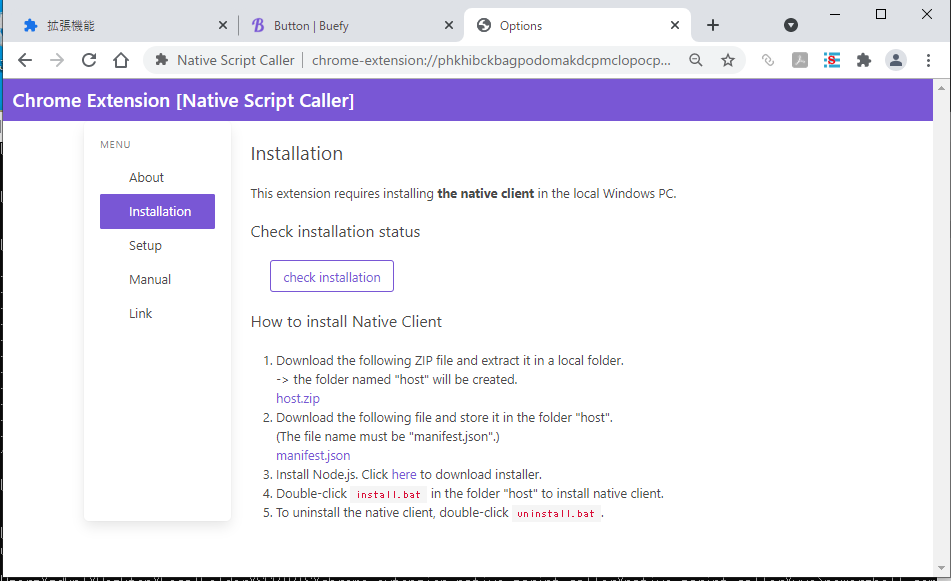 拡張機能
Button | Buefy
Options
Native Script Caller
chrome-extension://phkhibckbagpodomakdcpmclopocp...
Chrome Extension [Native Script Caller]
MENU
About
Installation
Setup
Manual
Link
Installation
This extension requires installing the native client in the local Windows PC.
Check installation status
check installation
How to install Native Client
1. Download the following ZIP file and extract it in a local folder.
-> the folder named "host" will be created.
host.zip
2. Download the following file and store it in the folder "host".
(The file name must be "manifest.json".)
manifest.json
3. Install Node.js. Click here to download installer.
4. Double-click install.bat in the folder "host" to install native client.
5. To uninstall the native client, double-click uninstall.bat .